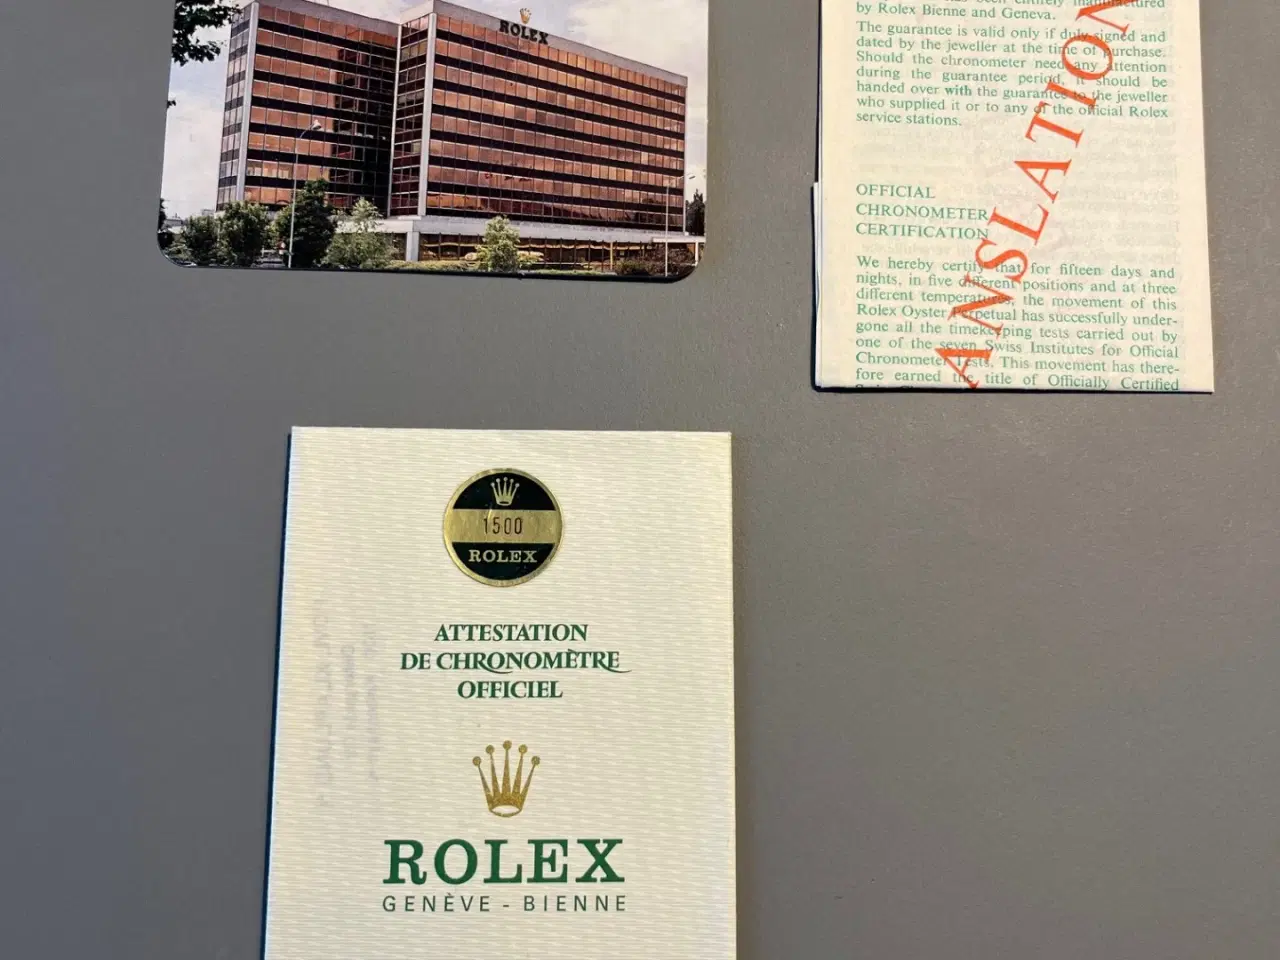 ROLEX
been entirely manufactured
by Rolex Bienne and Geneva.
The guarantee is valid only if duly signed and
dated by the jeweller at the time of purchase.
Should the chronometer need any attention
during the guarantee period, it should be
handed over with the guarantee to the jeweller
who supplied it or to any of the official Rolex
service stations.
OFFICIAL
CHRONOMETER
CERTIFICATION
We hereby certify that for fifteen days and
nights, in five different positions and at three
different temperatures, the movement of this
Rolex Oyster Perpetual has successfully under-
gone all the timekeeping tests carried out by
one of the seven Swiss Institutes for Official
Chronometer Tests. This movement has there-
fore earned the title of Officially Certified
ANSLATION
1500
ROLEX
ATTESTATION
DE CHRONOMÈTRE
OFFICIEL
ROLEX
GENÈVE - BIENNE